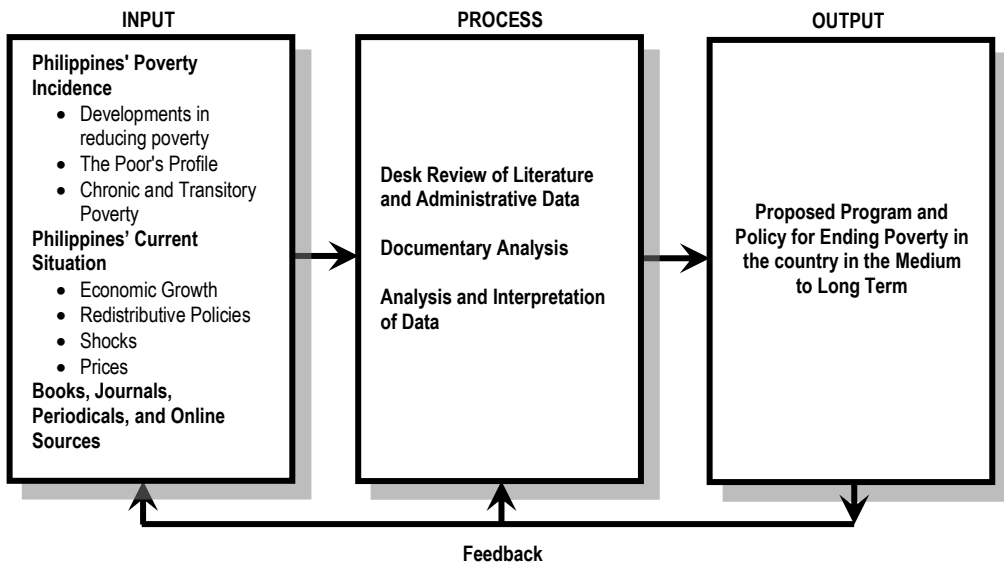 INPUT
Philippines' Poverty
Incidence
• Developments in
reducing poverty
• The Poor's Profile
• Chronic and Transitory
Poverty
Philippines’ Current
Situation
• Economic Growth
• Redistributive Policies
• Shocks
• Prices
Books, Journals,
Periodicals, and Online
Sources
PROCESS
Desk Review of Literature
and Administrative Data
Documentary Analysis
Analysis and Interpretation
of Data
OUTPUT
Proposed Program and
Policy for Ending Poverty in
the country in the Medium
to Long Term
Feedback